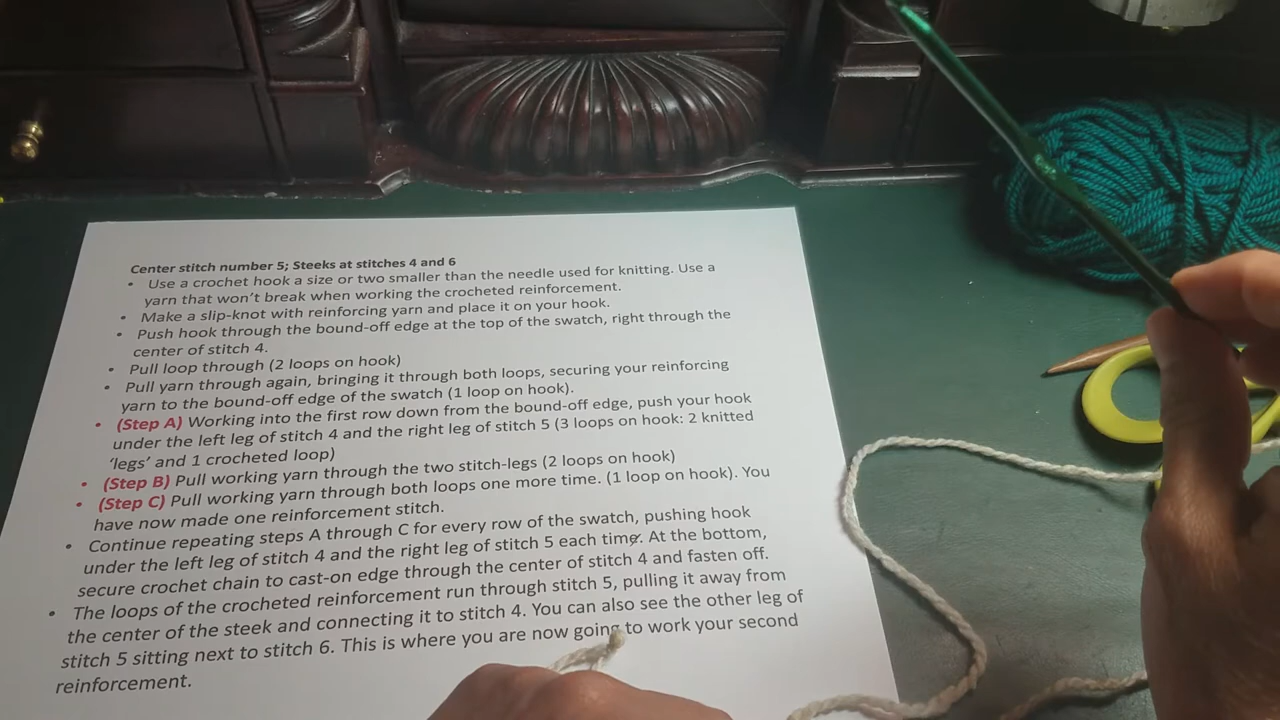 Center stitch number 5; Steeks at stitches 4 and 6
• Use a crochet hook a size or two smaller than the needle used for knitting. Use a
yarn that won't break when working the crocheted reinforcement.
• Make a slip-knot with reinforcing yarn and place it on your hook.
• Push hook through the bound-off edge at the top of the swatch, right through the
center of stitch 4.
• Pull loop through (2 loops on hook)
• Pull yarn through again, bringing it through both loops, securing your reinforcing
yarn to the bound-off edge of the swatch (1 loop on hook).
• (Step A) Working into the first row down from the bound-off edge, push your hook
under the left leg of stitch 4 and the right leg of stitch 5 (3 loops on hook: 2 knitted
'legs' and 1 crocheted loop)
• (Step B) Pull working yarn through the two stitch-legs (2 loops on hook)
• (Step C) Pull working yarn through both loops one more time. (1 loop on hook). You
have now made one reinforcement stitch.
• Continue repeating steps A through C for every row of the swatch, pushing hook
under the left leg of stitch 4 and the right leg of stitch 5 each time. At the bottom,
secure crochet chain to cast-on edge through the center of stitch 4 and fasten off.
• The loops of the crocheted reinforcement run through stitch 5, pulling it away from
the center of the steek and connecting it to stitch 4. You can also see the other leg of
stitch 5 sitting next to stitch 6. This is where you are now going to work your second
reinforcement.